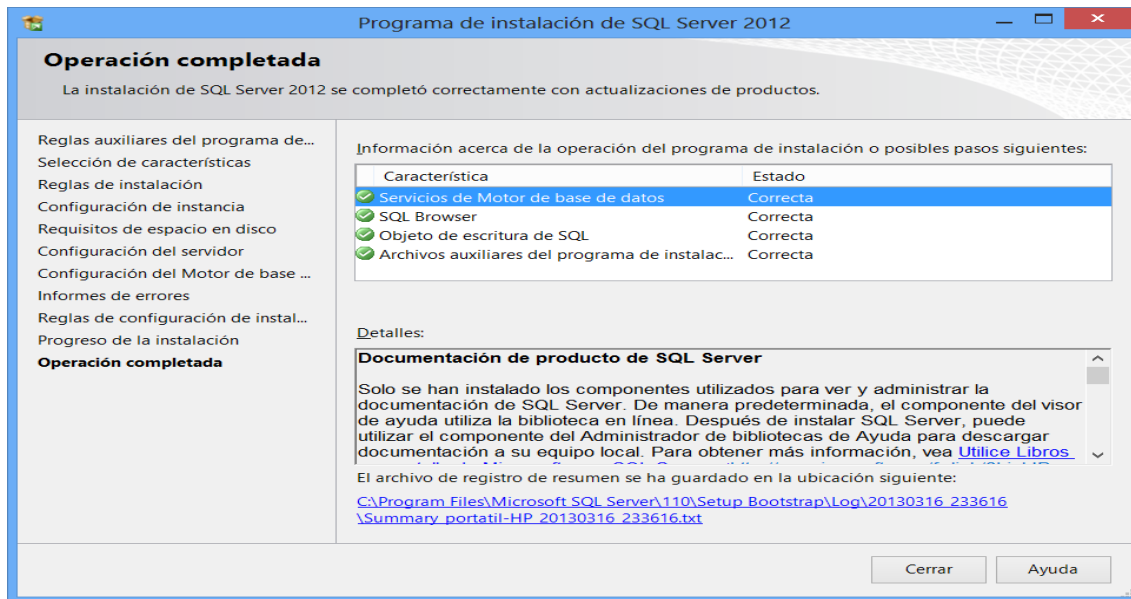 Programa de instalación de SQL Server 2012
Operación completada
La instalación de SQL Server 2012 se completó correctamente con actualizaciones de productos.
Reglas auxiliares del programa de...
Selección de características
Reglas de instalación
Configuración de instancia
Requisitos de espacio en disco
Configuración del servidor
Configuración del Motor de base ...
Informes de errores
Reglas de configuración de instal...
Progreso de la instalación
Operación completada
Información acerca de la operación del programa de instalación o posibles pasos siguientes:
Característica Estado
Servicios de Motor de base de datos Correcta
SQL Browser Correcta
Objeto de escritura de SQL Correcta
Archivos auxiliares del programa de instalac... Correcta
Detalles:
Documentación de producto de SQL Server
Solo se han instalado los componentes utilizados para ver y administrar la
documentación de SQL Server. De manera predeterminada, el componente del visor
de ayuda utiliza la biblioteca en línea. Después de instalar SQL Server, puede
utilizar el componente del Administrador de bibliotecas de Ayuda para descargar
documentación a su equipo local. Para obtener más información, vea Utilice Libros
El archivo de registro de resumen se ha guardado en la ubicación siguiente:
C:\Program Files\Microsoft SQL Server\110\Setup Bootstrap\Log\20130316_233616
\Summary_portatil-HP_20130316_233616.txt
Cerrar Ayuda